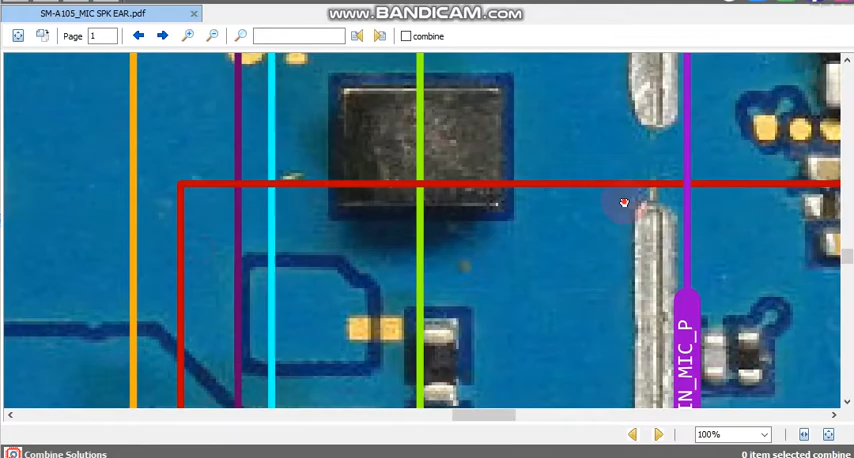 www.BANDICAM.com
SM-A105_MIC SPK EAR.pdf
Page 1
combine
IN_MIC_P
100%
Combine Solutions
0 item selected combine